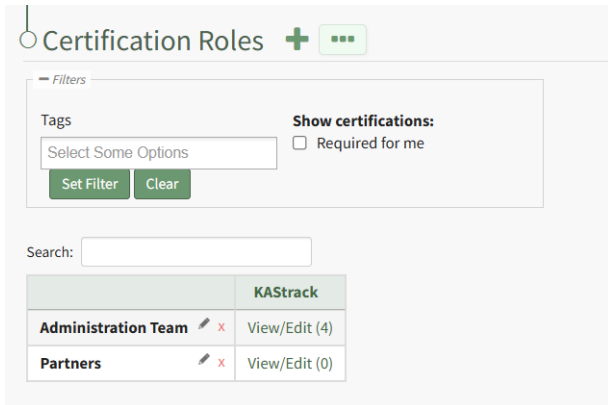 Certification Roles
Filters
Tags
Show certifications:
Select Some Options
Required for me
Set Filter Clear
Search:
KAStrack
Administration Team x View/Edit (4)
Partners x View/Edit (0)